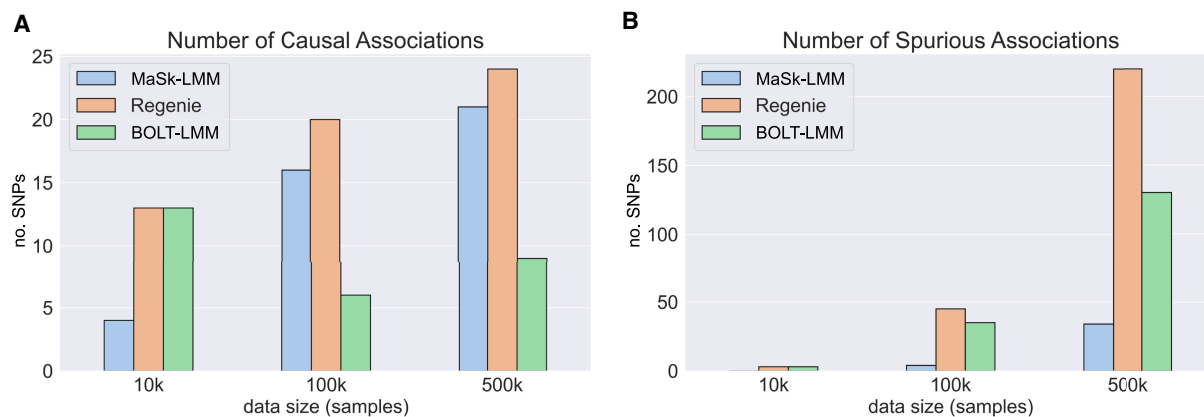 A
Number of Causal Associations
25
20
15
10
5
0
no. SNPs
MaSk-LMM
Regenie
BOLT-LMM
10k
100k
500k
data size (samples)
B
Number of Spurious Associations
200
150
100
50
0
no. SNPs
MaSk-LMM
Regenie
BOLT-LMM
10k
100k
500k
data size (samples)